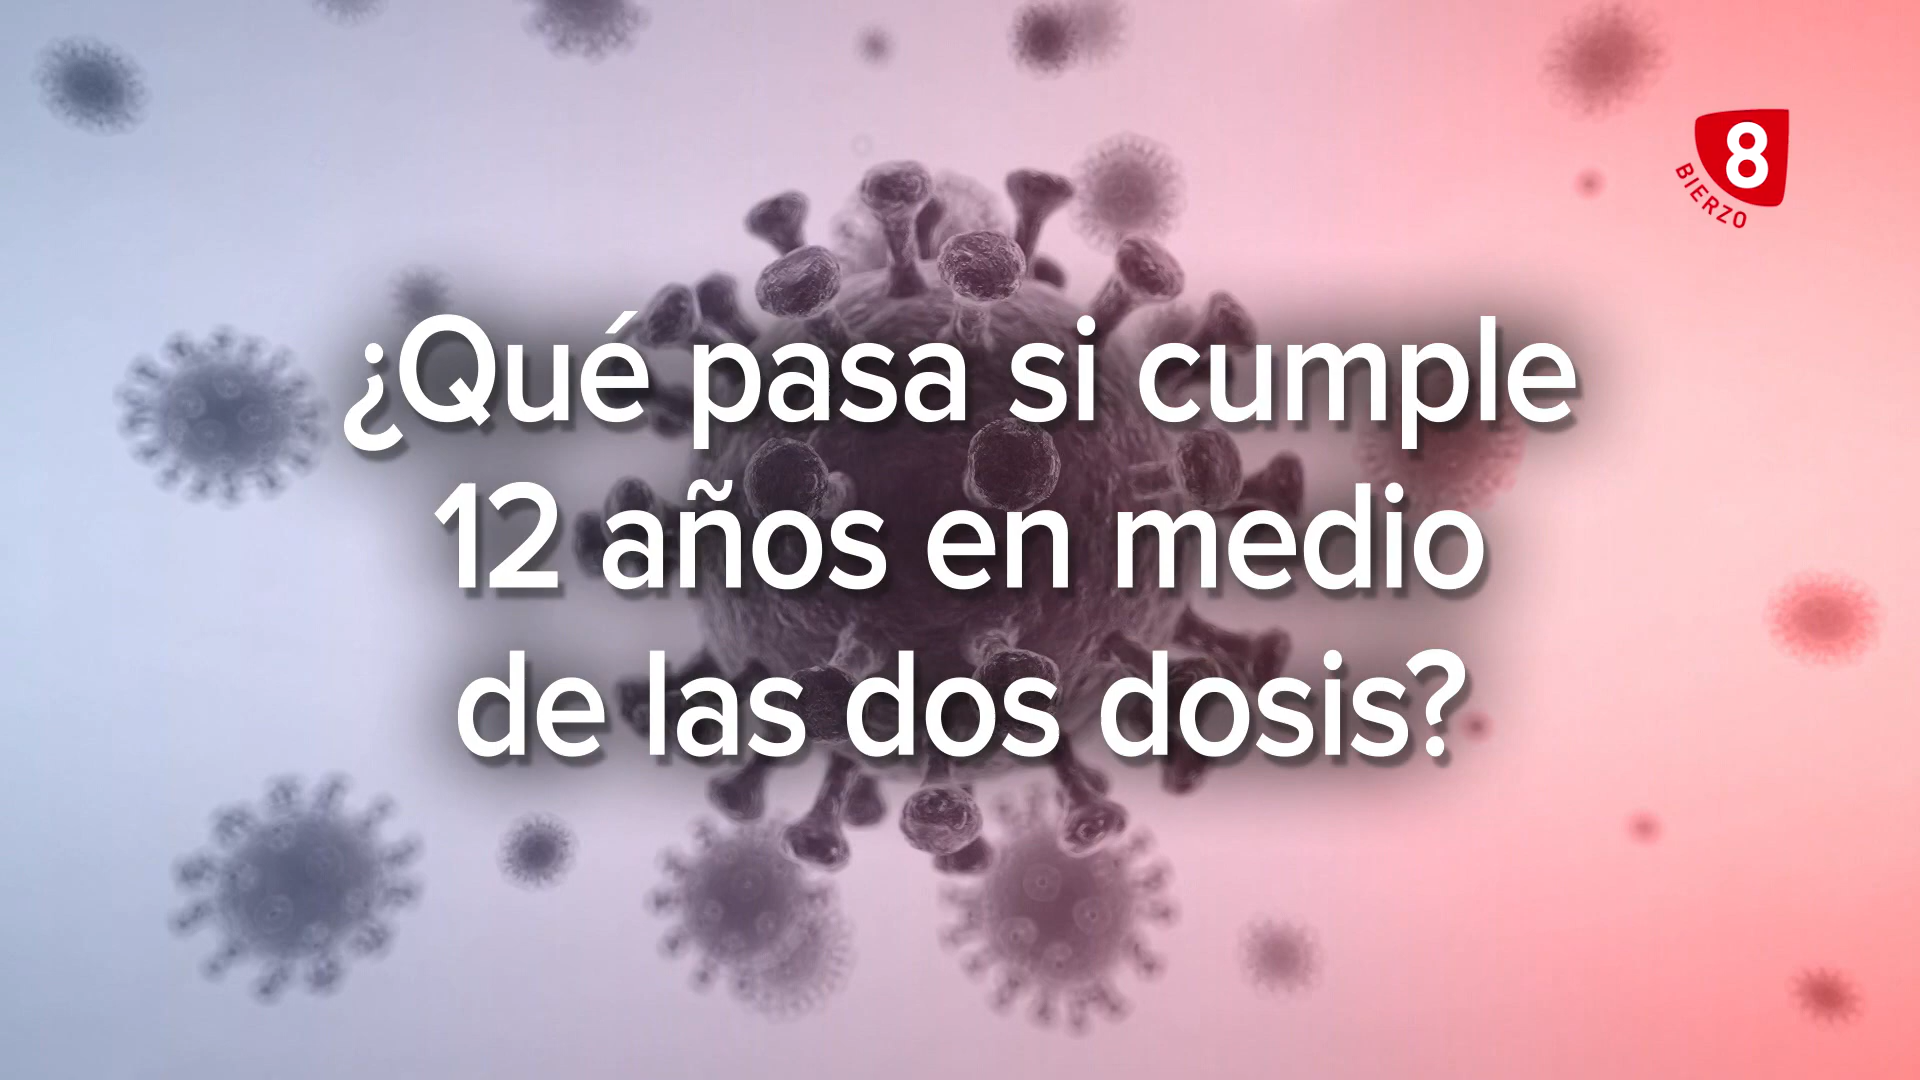 8
BIERZO
¿Qué pasa si cumple
12 años en medio
de las dos dosis?